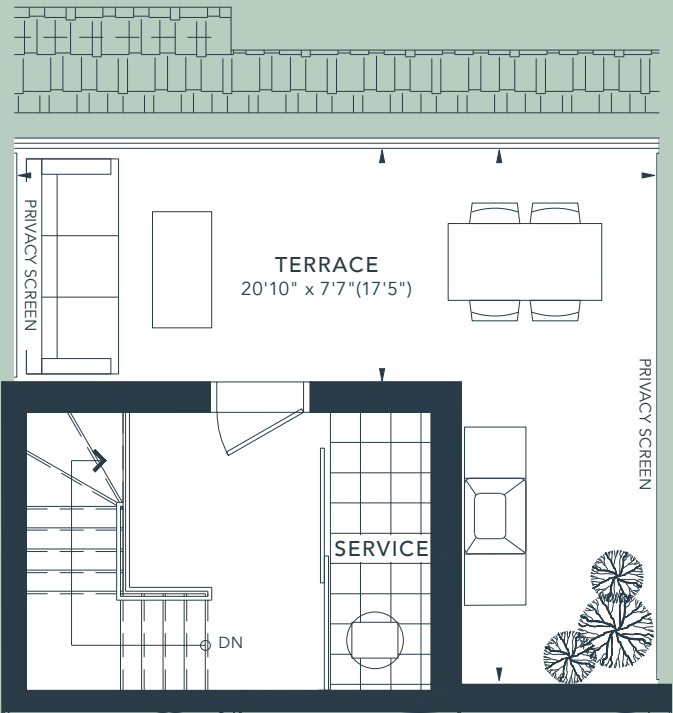 PRIVACY SCREEN
TERRACE
20'10" x 7'7"(17'5")
PRIVACY SCREEN
SERVICE
DN